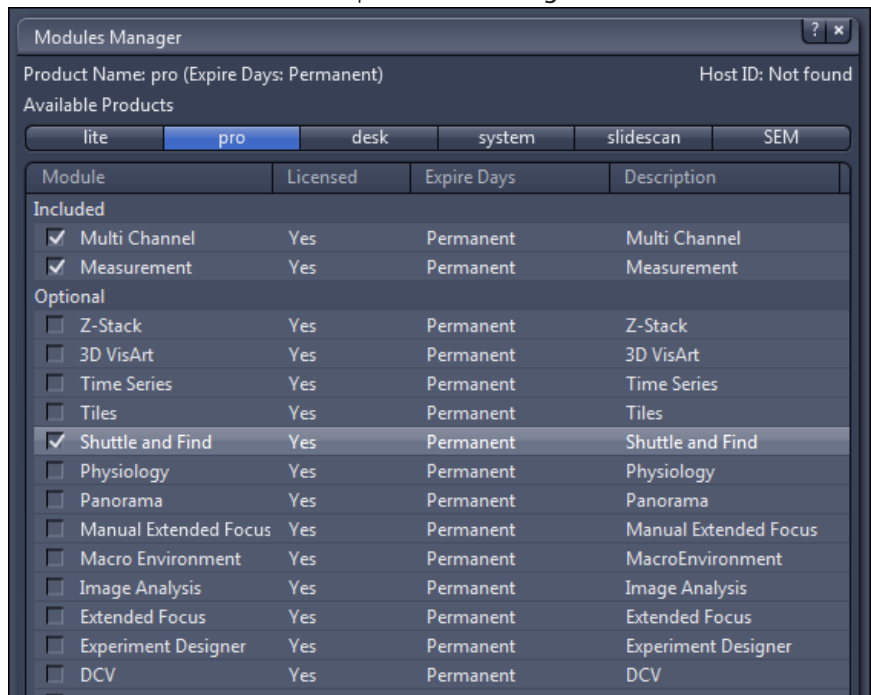 Modules Manager ? ×
Product Name: pro (Expire Days: Permanent) Host ID: Not found
Available Products
lite pro desk system slidescan SEM
Module Licensed Expire Days Description
Included
Multi Channel Yes Permanent Multi Channel
Measurement Yes Permanent Measurement
Optional
Z-Stack Yes Permanent Z-Stack
3D VisArt Yes Permanent 3D VisArt
Time Series Yes Permanent Time Series
Tiles Yes Permanent Tiles
Shuttle and Find Yes Permanent Shuttle and Find
Physiology Yes Permanent Physiology
Panorama Yes Permanent Panorama
Manual Extended Focus Yes Permanent Manual Extended Focus
Macro Environment Yes Permanent MacroEnvironment
Image Analysis Yes Permanent Image Analysis
Extended Focus Yes Permanent Extended Focus
Experiment Designer Yes Permanent Experiment Designer
DCV Yes Permanent DCV